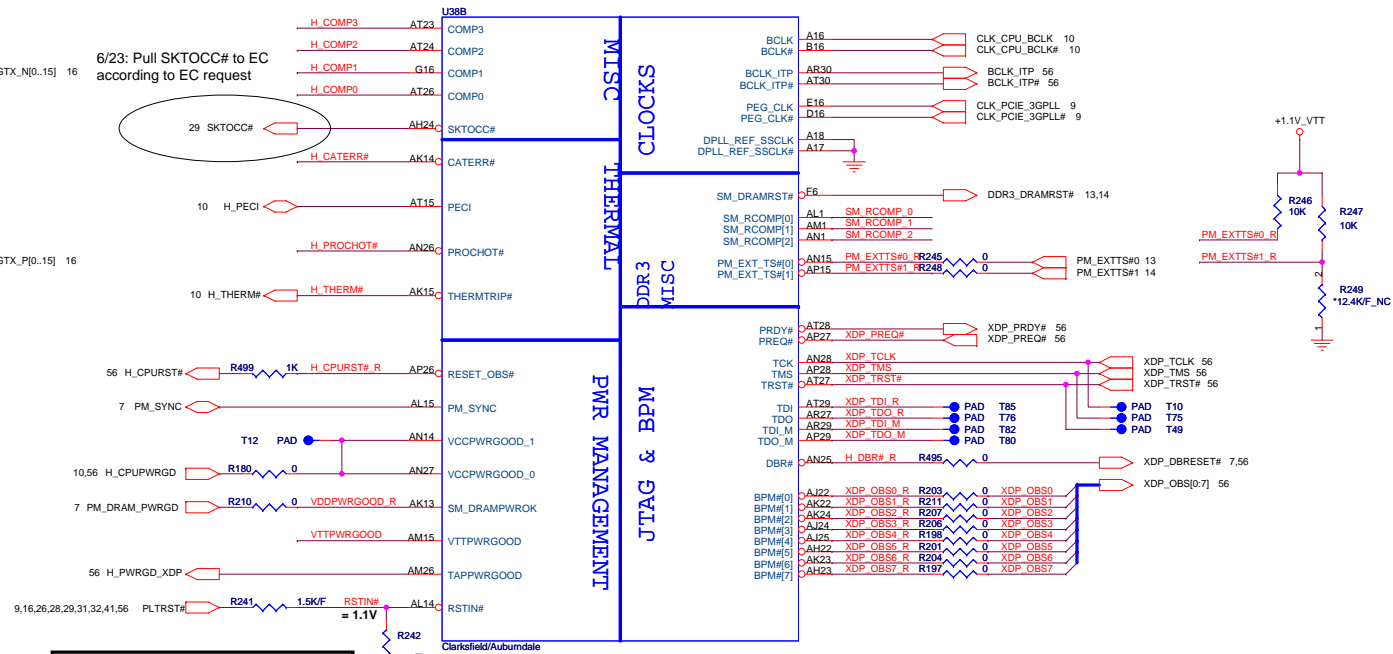 U38B
GTX_N[0..15] 16
6/23: Pull SKTOCC# to EC
according to EC request
29 SKTOCC#
GTX_P[0..15] 16
H_COMP3 AT23 COMP3
H_COMP2 AT24 COMP2
H_COMP1 G16 COMP1
H_COMP0 AT26 COMP0
AH24 SKTOCC#
H_CATERR# AK14 CATERR#
10 H_PECI AT15 PECI
H_PROCHOT# AN26 PROCHOT#
10 H_THERM# H_THERM# AK15 THERMTRIP#
56 H_CPURST# R499 1K H_CPURST#_R AP26 RESET_OBS#
7 PM_SYNC AL15 PM_SYNC
T12 PAD AN14 VCCPWRGOOD_1
10,56 H_CPUPWRGD R180 0 AN27 VCCPWRGOOD_0
7 PM_DRAM_PWRGD R210 0 VDDPWRGOOD_R AK13 SM_DRAMPWROK
VTTPWRGOOD AM15 VTTPWRGOOD
56 H_PWRGD_XDP AM26 TAPPWRGOOD
9,16,26,28,29,31,32,41,56 PLTRST# R241 1.5K/F RSTIN# AL14 RSTIN#
= 1.1V
R242
Clarksfield/Auburndale
MISC
THERMAL
PWR MANAGEMENT
CLOCKS
DDR3
MISC
JTAG & BPM
BCLK A16 CLK_CPU_BCLK 10
BCLK# B16 CLK_CPU_BCLK# 10
BCLK_ITP AR30 BCLK_ITP 56
BCLK_ITP# AT30 BCLK_ITP# 56
PEG_CLK E16 CLK_PCIE_3GPLL 9
PEG_CLK# D16 CLK_PCIE_3GPLL# 9
DPLL_REF_SSCLK A18
DPLL_REF_SSCLK# A17
SM_DRAMRST# F6 DDR3_DRAMRST# 13,14
SM_RCOMP[0] AL1 SM_RCOMP_0
SM_RCOMP[1] AM1 SM_RCOMP_1
SM_RCOMP[2] AN1 SM_RCOMP_2
PM_EXT_TS#[0] AN15 PM_EXTTS#0_R R245 0 PM_EXTTS#0 13
PM_EXT_TS#[1] AP15 PM_EXTTS#1_R R248 0 PM_EXTTS#1 14
PRDY# AT28 XDP_PRDY# 56
PREQ# AP27 XDP_PREQ# XDP_PREQ# 56
TCK AN28 XDP_TCLK XDP_TCLK 56
TMS AP28 XDP_TMS XDP_TMS 56
TRST# AT27 XDP_TRST# XDP_TRST# 56
TDI AT29 XDP_TDI_R PAD T85 PAD T10
TDO AR27 XDP_TDO_R PAD T76 PAD T75
TDI_M AR29 XDP_TDI_M PAD T82 PAD T49
TDO_M AP29 XDP_TDO_M PAD T80
DBR# AN25 H_DBR#_R R495 0 XDP_DBRESET# 7,56
XDP_OBS[0:7] 56
BPM#[0] AJ22 XDP_OBS0_R R203 0 XDP_OBS0
BPM#[1] AK22 XDP_OBS1_R R211 0 XDP_OBS1
BPM#[2] AK24 XDP_OBS2_R R207 0 XDP_OBS2
BPM#[3] AJ24 XDP_OBS3_R R206 0 XDP_OBS3
BPM#[4] AJ25 XDP_OBS4_R R198 0 XDP_OBS4
BPM#[5] AH22 XDP_OBS5_R R201 0 XDP_OBS5
BPM#[6] AK23 XDP_OBS6_R R204 0 XDP_OBS6
BPM#[7] AH23 XDP_OBS7_R R197 0 XDP_OBS7
+1.1V_VTT
R246
10K
R247
10K
PM_EXTTS#0_R
PM_EXTTS#1_R
2
R249
*12.4K/F_NC
1